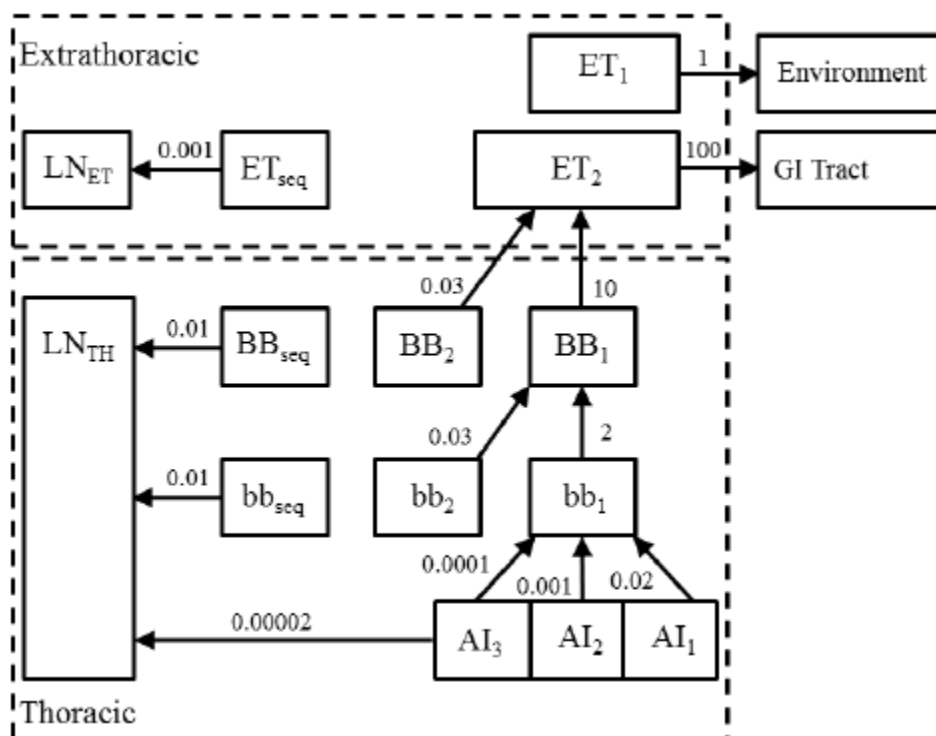 Extrathoracic
ET1
1
Environment
LNET
0.001
ETseq
ET2
100
GI Tract
0.03
10
LNTH
0.01
BBseq
BB2
BB1
0.03
2
0.01
bbseq
bb2
bb1
0.0001
0.001
0.02
0.00002
AI3
AI2
AI1
Thoracic